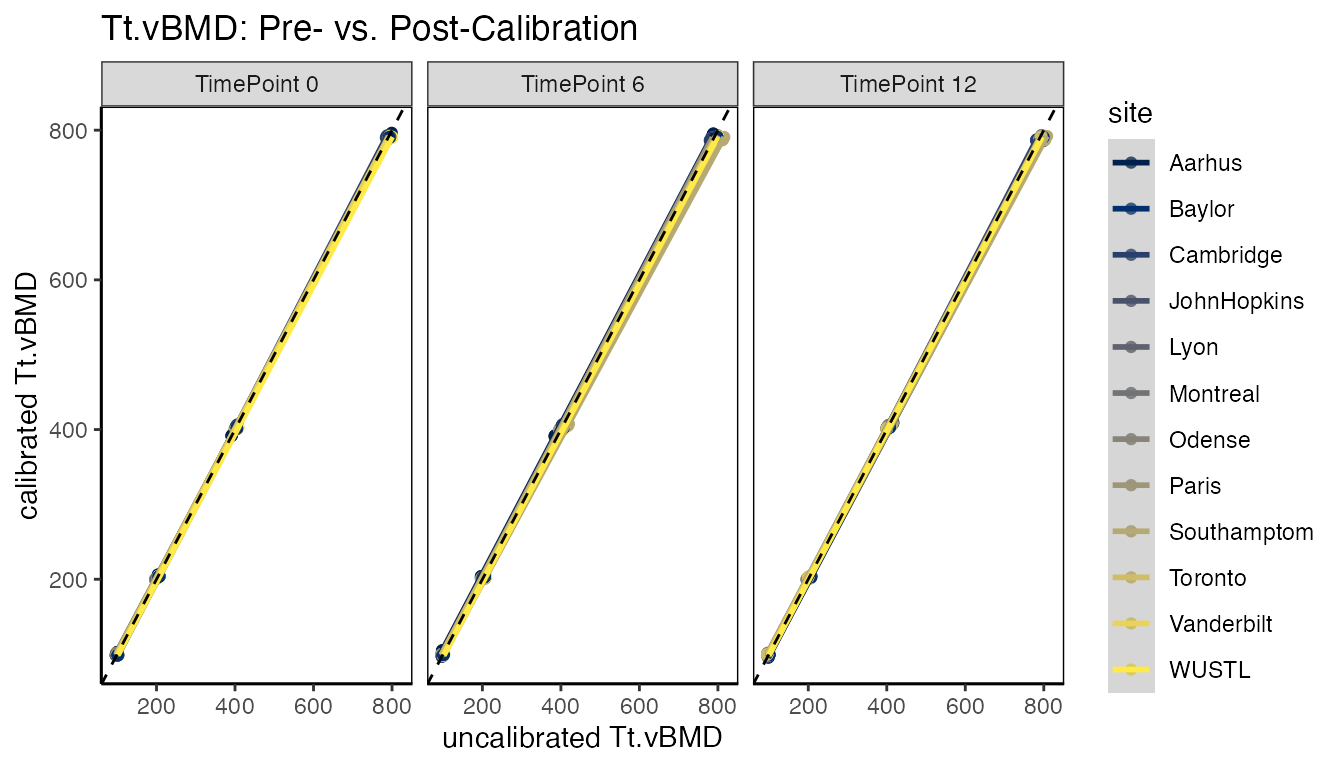 Tt.vBMD: Pre- vs. Post-Calibration
TimePoint 0
TimePoint 6
TimePoint 12
calibrated Tt.vBMD
800
600
400
200
200 400 600 800
200 400 600 800
200 400 600 800
uncalibrated Tt.vBMD
site
Aarhus
Baylor
Cambridge
JohnHopkins
Lyon
Montreal
Odense
Paris
Southamptom
Toronto
Vanderbilt
WUSTL